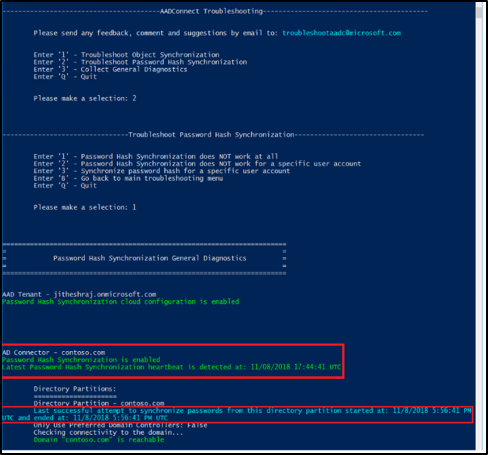 ----------------------------------------AADConnect Troubleshooting------------------------------------------
Please send any feedback, comment and suggestions by email to: troubleshootaadc@microsoft.com
Enter '1' - Troubleshoot Object Synchronization
Enter '2' - Troubleshoot Password Hash Synchronization
Enter '3' - Collect General Diagnostics
Enter 'Q' - Quit
Please make a selection: 2
--------------------------------Troubleshoot Password Hash Synchronization---------------------------------
Enter '1' - Password Hash Synchronization does NOT work at all
Enter '2' - Password Hash Synchronization does NOT work for a specific user account
Enter '3' - Synchronize password hash for a specific user account
Enter 'B' - Go back to main troubleshooting menu
Enter 'Q' - Quit
Please make a selection: 1
========================================================================
= =
= Password Hash Synchronization General Diagnostics =
= =
========================================================================
AAD Tenant - jitheshraj.onmicrosoft.com
Password Hash Synchronization cloud configuration is enabled
AD Connector - contoso.com
Password Hash Synchronization is enabled
Latest Password Hash Synchronization heartbeat is detected at: 11/08/2018 17:44:41 UTC
Directory Partitions:
=====================
Directory Partition - contoso.com
Last successful attempt to synchronize passwords from this directory partition started at: 11/8/2018 5:56:41 PM
UTC and ended at: 11/8/2018 5:56:41 PM UTC
Only Use Preferred Domain Controllers: False
Checking connectivity to the domain...
Domain "contoso.com" is reachable